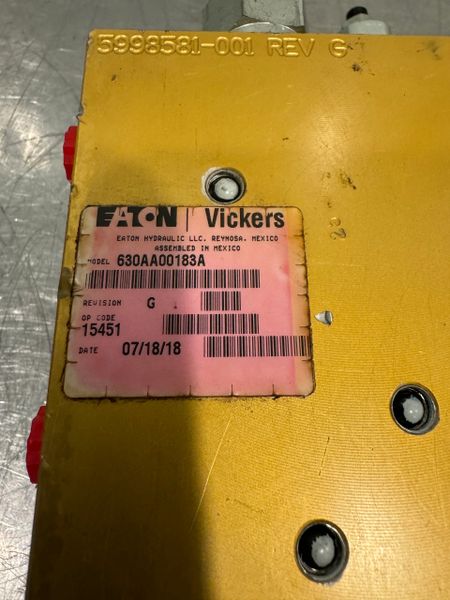 5998581-001 REV G
EATON | Vickers
EATON HYDRAULIC LLC. REYNOSA, MEXICO
ASSEMBLED IN MEXICO
MODEL 630AA00183A
REVISION G
OP CODE
15451
DATE 07/18/18